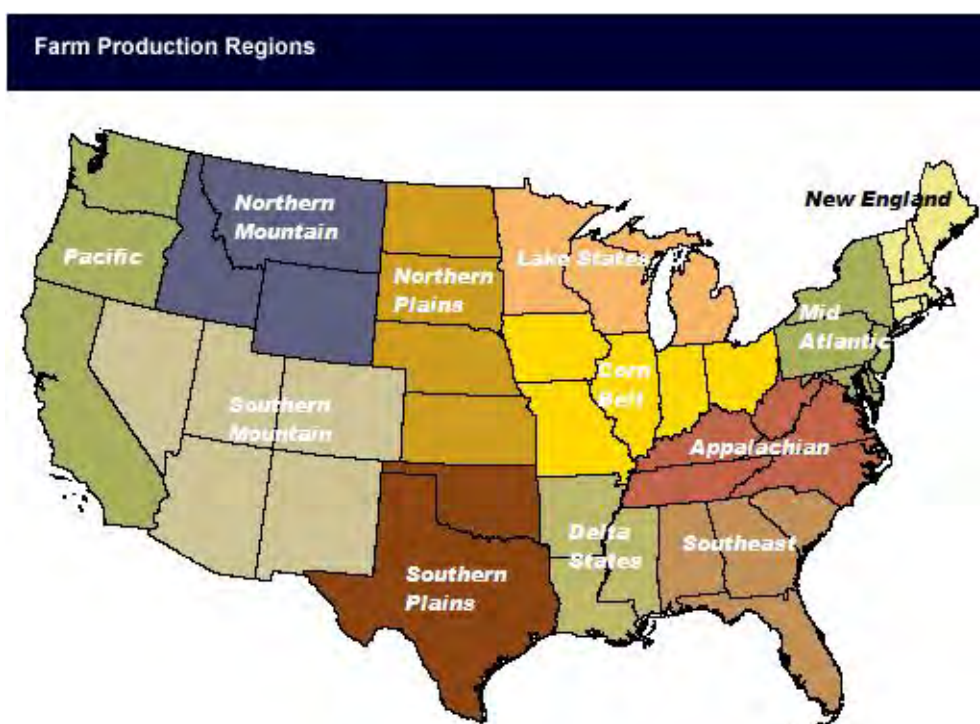 Farm Production Regions
New England
Northern
Mountain
Pacific
Lake States
Northern
Plains
Mid
Atlantic
Corn
Belt
Southern
Mountain
Appalachian
Delta
States
Southeast
Southern
Plains